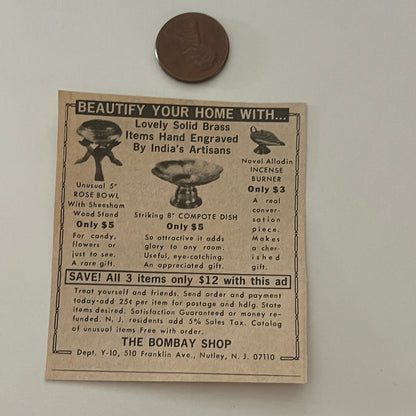 BEAUTIFY YOUR HOME WITH...
Lovely Solid Brass
Items Hand Engraved
By India's Artisans
Unusual 5"
ROSE BOWL
With Sheesham
Wood Stand
Only $5
For candy,
flowers or
just to see.
A rare gift.
Striking 8" COMPOTE DISH
Only $5
So attractive it adds
glory to any room.
Useful, eye-catching.
An appreciated gift.
Novel Alladin
INCENSE
BURNER
Only $3
A real
conver-
sation
piece.
Makes
a cher-
ished
gift.
SAVE! All 3 items only $12 with this ad
Treat yourself and friends. Send order and payment
today-add 25¢ per item for postage and hdlg. State
items desired. Satisfaction Guaranteed or money re-
funded. N. J. residents add 5% Sales Tax. Catalog
of unusual items Free with order.
THE BOMBAY SHOP
Dept. Y-10, 510 Franklin Ave., Nutley, N. J. 07110